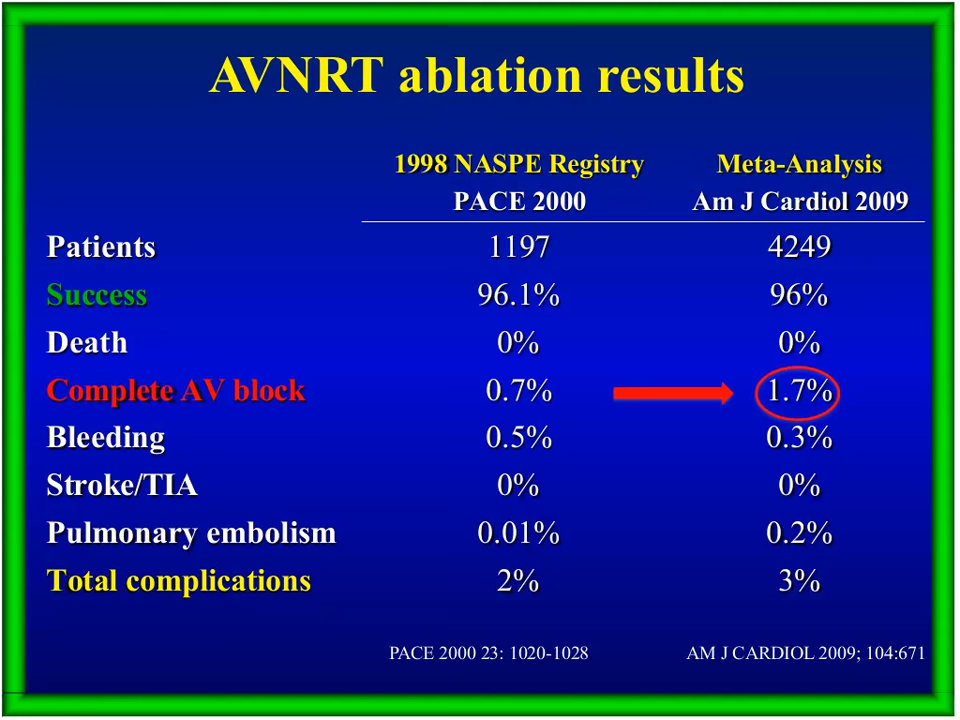 AVNRT ablation results
1998 NASPE Registry Meta-Analysis
PACE 2000 Am J Cardiol 2009
Patients 1197 4249
Success 96.1% 96%
Death 0% 0%
Complete AV block 0.7% 1.7%
Bleeding 0.5% 0.3%
Stroke/TIA 0% 0%
Pulmonary embolism 0.01% 0.2%
Total complications 2% 3%
PACE 2000 23: 1020-1028 AM J CARDIOL 2009; 104:671